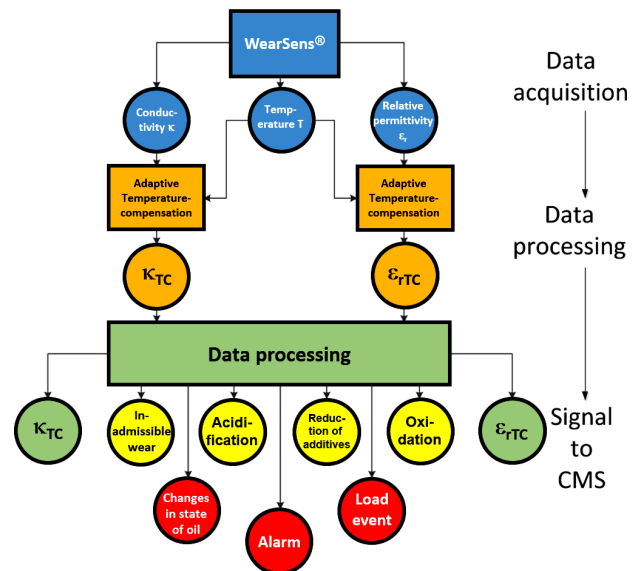 WearSens®
Data
acquisition
Conduc-
tivity κ
Temp-
erature T
Relative
permittivity
εr
Adaptive
Temperature-
compensation
Adaptive
Temperature-
compensation
Data
processing
κTC
εrTC
Data processing
κTC
In-
admissible
wear
Acidi-
fication
Reduc-
tion of
additives
Oxi-
dation
εrTC
Signal
to
CMS
Changes
in state
of oil
Alarm
Load
event